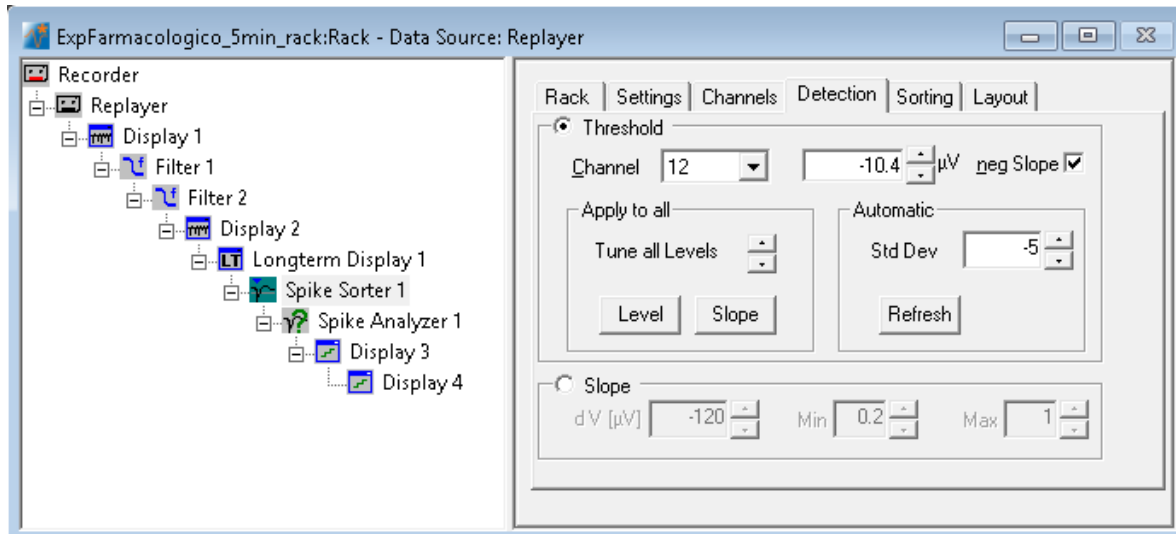 ExpFarmacologico_5min_rack:Rack - Data Source: Replayer
Recorder
Replayer
Display 1
Filter 1
Filter 2
Display 2
LT Longterm Display 1
Spike Sorter 1
Spike Analyzer 1
Display 3
Display 4
Rack Settings Channels Detection Sorting Layout
Threshold
Channel 12 -10.4 µV neg Slope
Apply to all Automatic
Tune all Levels Std Dev -5
Level Slope Refresh
Slope
dV [µV] -120 Min 0.2 Max 1